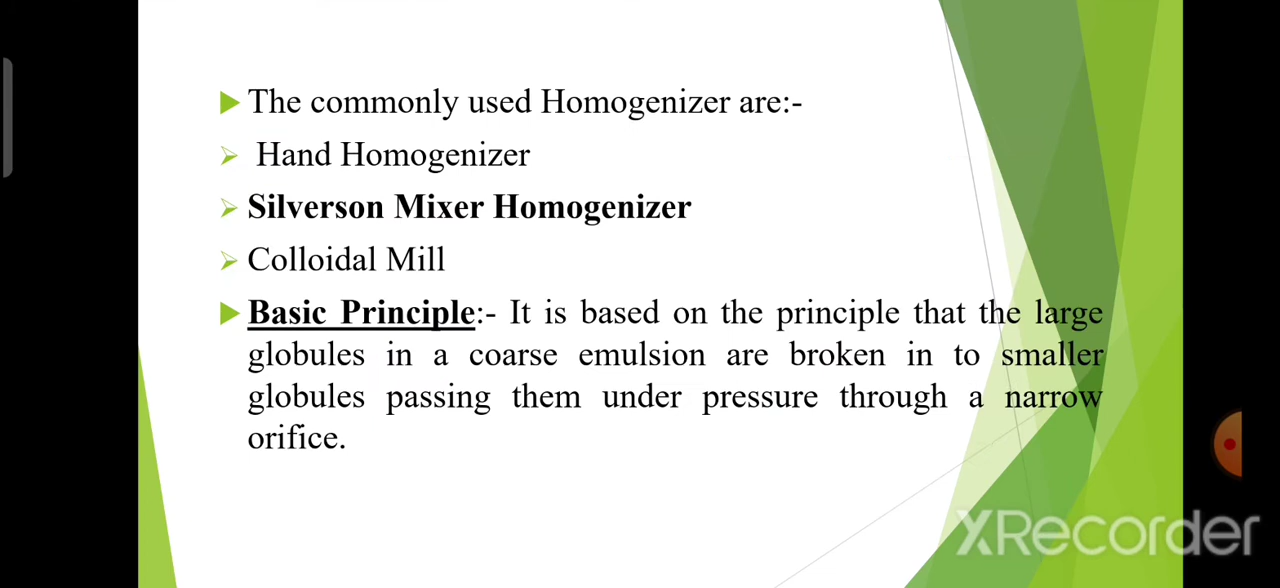 The commonly used Homogenizer are:-
Hand Homogenizer
Silverson Mixer Homogenizer
Colloidal Mill
Basic Principle:- It is based on the principle that the large
globules in a coarse emulsion are broken in to smaller
globules passing them under pressure through a narrow
orifice.
XRecorder